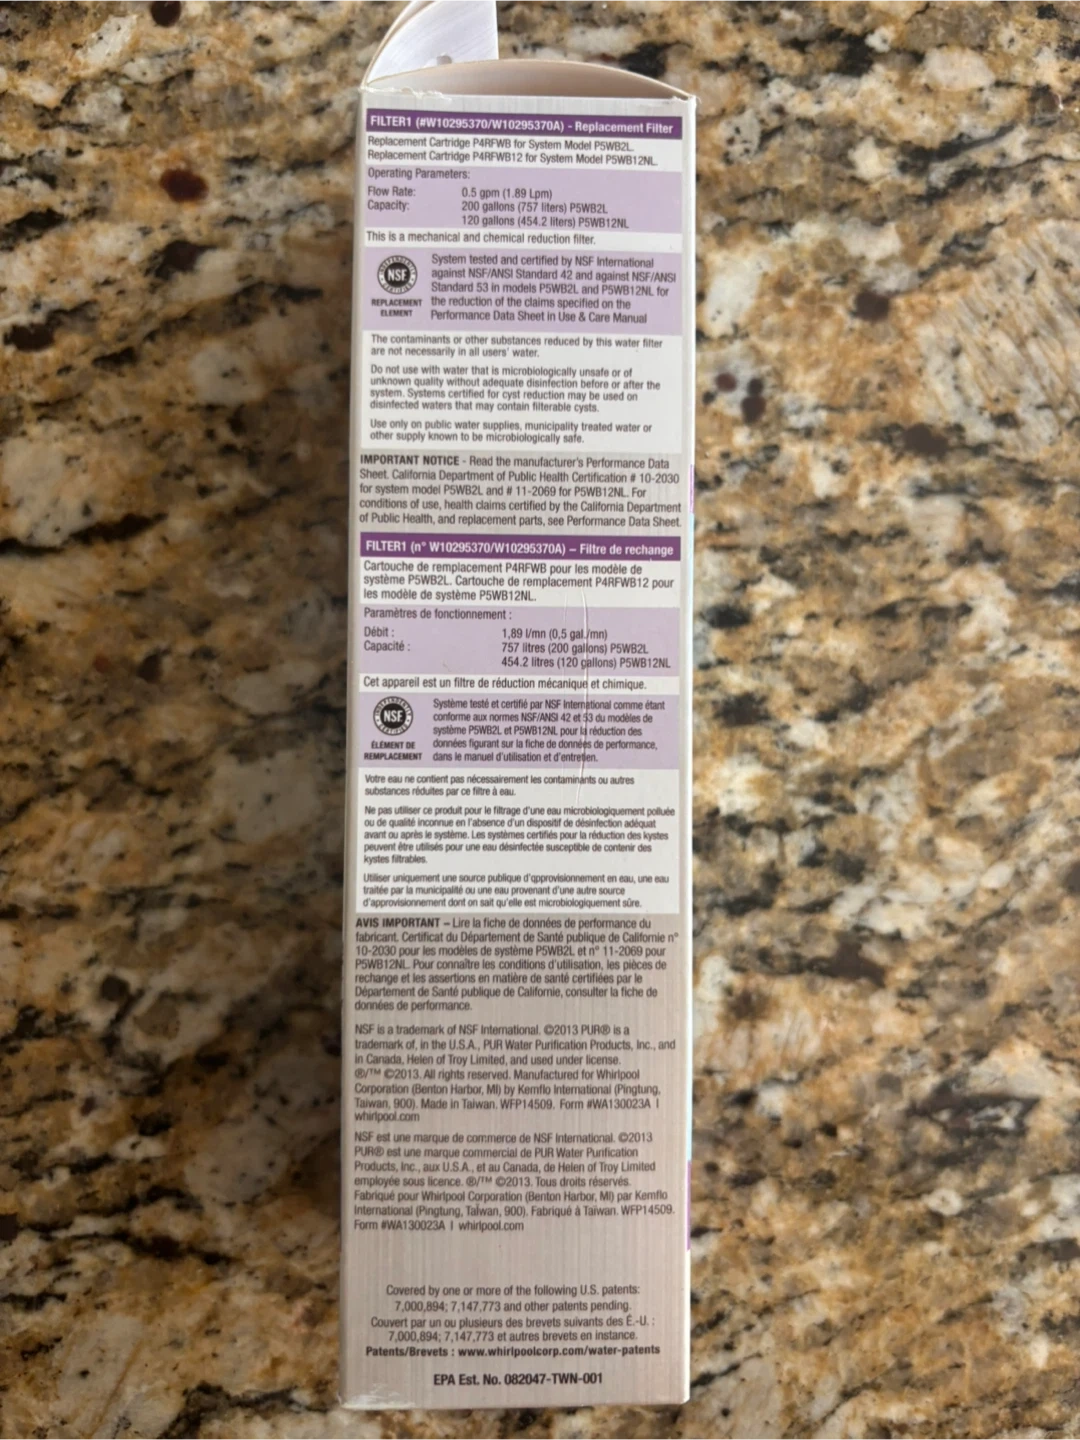 FILTER1 (#W10295370/W10295370A) - Replacement Filter
Replacement Cartridge P4RFWB for System Model P5WB2L.
Replacement Cartridge P4RFWB12 for System Model P5WB12NL.
Operating Parameters:
Flow Rate: 0.5 gpm (1.89 Lpm)
Capacity: 200 gallons (757 liters) P5WB2L
120 gallons (454.2 liters) P5WB12NL
This is a mechanical and chemical reduction filter.
NSF
REPLACEMENT
ELEMENT
System tested and certified by NSF International
against NSF/ANSI Standard 42 and against NSF/ANSI
Standard 53 in models P5WB2L and P5WB12NL for
the reduction of the claims specified on the
Performance Data Sheet in Use & Care Manual
The contaminants or other substances reduced by this water filter
are not necessarily in all users' water.
Do not use with water that is microbiologically unsafe or of
unknown quality without adequate disinfection before or after the
system. Systems certified for cyst reduction may be used on
disinfected waters that may contain filterable cysts.
Use only on public water supplies, municipality treated water or
other supply known to be microbiologically safe.
IMPORTANT NOTICE - Read the manufacturer's Performance Data
Sheet. California Department of Public Health Certification # 10-2030
for system model P5WB2L and # 11-2069 for P5WB12NL. For
conditions of use, health claims certified by the California Department
of Public Health, and replacement parts, see Performance Data Sheet.
FILTER1 (n° W10295370/W10295370A) – Filtre de rechange
Cartouche de remplacement P4RFWB pour les modèle de
système P5WB2L. Cartouche de remplacement P4RFWB12 pour
les modèle de système P5WB12NL.
Paramètres de fonctionnement :
Débit : 1,89 l/mn (0,5 gal./mn)
Capacité : 757 litres (200 gallons) P5WB2L
454.2 litres (120 gallons) P5WB12NL
Cet appareil est un filtre de réduction mécanique et chimique.
NSF
ÉLÉMENT DE
REMPLACEMENT
Système testé et certifié par NSF International comme étant
conforme aux normes NSF/ANSI 42 et 53 du modèles de
système P5WB2L et P5WB12NL pour la réduction des
données figurant sur la fiche de données de performance,
dans le manuel d'utilisation et d'entretien.
Votre eau ne contient pas nécessairement les contaminants ou autres
substances réduites par ce filtre à eau.
Ne pas utiliser ce produit pour le filtrage d'une eau microbiologiquement polluée
ou de qualité inconnue en l'absence d'un dispositif de désinfection adéquat
avant ou après le système. Les systèmes certifiés pour la réduction des kystes
peuvent être utilisés pour une eau désinfectée susceptible de contenir des
kystes filtrables.
Utiliser uniquement une source publique d'qpprovisionnement en eau, une eau
traitée par la municipalité ou une eau provenant d'une autre source
d'approvisionnement dont on sait qu'elle est microbiologiquement sûre.
AVIS IMPORTANT – Lire la fiche de données de performance du
fabricant. Certificat du Département de Santé publique de Californie n°
10-2030 pour les modèles de système P5WB2L et n° 11-2069 pour
P5WB12NL. Pour connaître les conditions d'utilisation, les pièces de
rechange et les assertions en matière de santé certifiées par le
Département de Santé publique de Californie, consulter la fiche de
données de performance.
NSF is a trademark of NSF International. ©2013 PUR® is a
trademark of, in the U.S.A., PUR Water Purification Products, Inc., and
in Canada, Helen of Troy Limited, and used under license.
®/™ ©2013. All rights reserved. Manufactured for Whirlpool
Corporation (Benton Harbor, MI) by Kemflo International (Pingtung,
Taiwan, 900). Made in Taiwan. WFP14509. Form #WA130023A |
whirlpool.com
NSF est une marque de commerce de NSF International. ©2013
PUR® est une marque commercial de PUR Water Purification
Products, Inc., aux U.S.A., et au Canada, de Helen of Troy Limited
employée sous licence. ®/™ ©2013. Tous droits réservés.
Fabriqué pour Whirlpool Corporation (Benton Harbor, MI) par Kemflo
International (Pingtung, Taïwan, 900). Fabriqué à Taïwan. WFP14509.
Form #WA130023A | whirlpool.com
Covered by one or more of the following U.S. patents:
7,000,894; 7,147,773 and other patents pending.
Couvert par un ou plusieurs des brevets suivants des É.-U. :
7,000,894; 7,147,773 et autres brevets en instance.
Patents/Brevets : www.whirlpoolcorp.com/water-patents
EPA Est. No. 082047-TWN-001